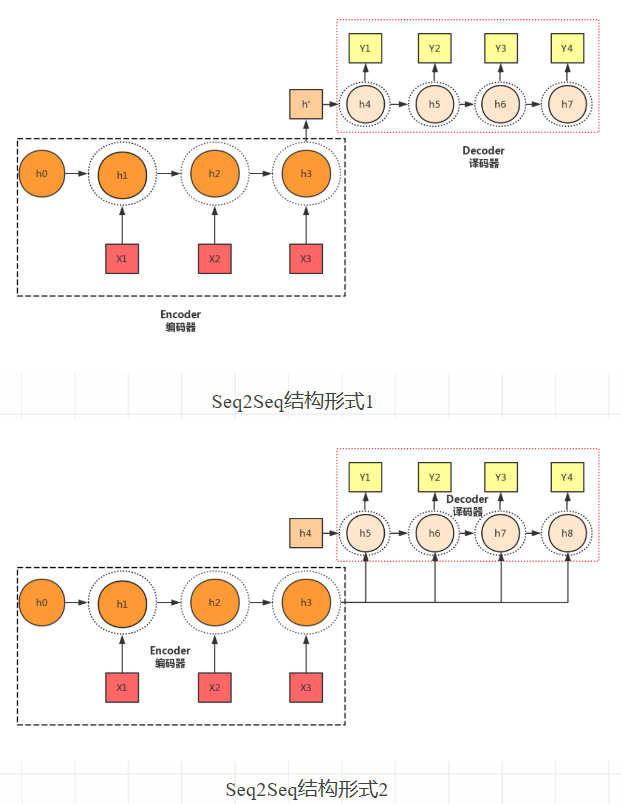 Y1 Y2 Y3 Y4
h' h4 h5 h6 h7
Decoder
译码器
h0 h1 h2 h3
X1 X2 X3
Encoder
编码器
Seq2Seq结构形式1
Y1 Y2 Y3 Y4
Decoder
译码器
h4 h5 h6 h7 h8
h0 h1 h2 h3
Encoder
编码器
X1 X2 X3
Seq2Seq结构形式2